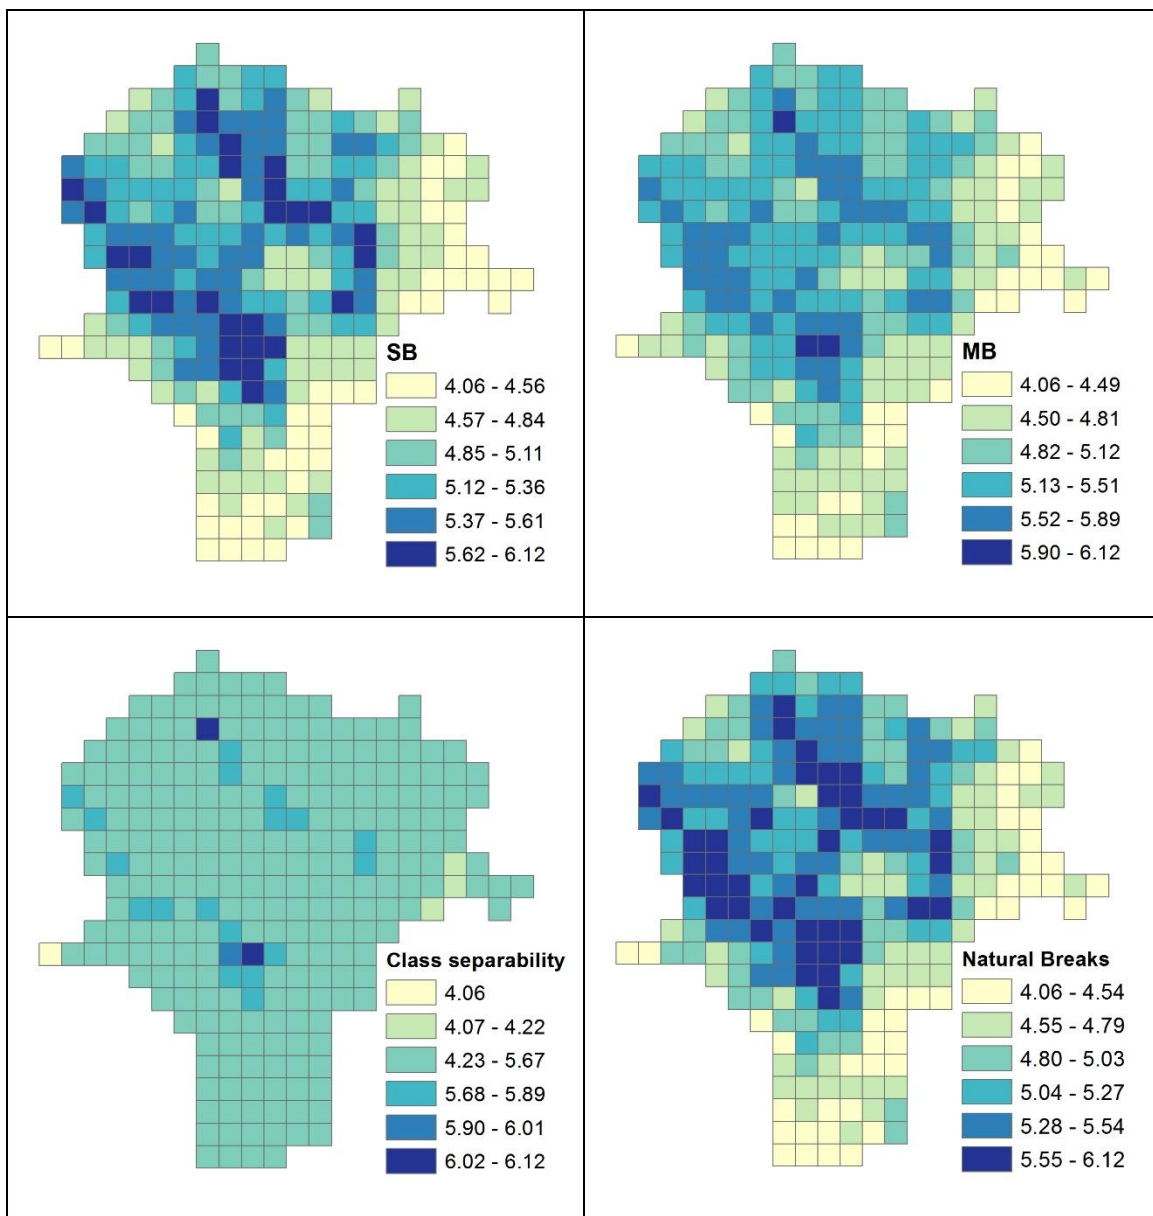 SB
4.06 - 4.56
4.57 - 4.84
4.85 - 5.11
5.12 - 5.36
5.37 - 5.61
5.62 - 6.12
MB
4.06 - 4.49
4.50 - 4.81
4.82 - 5.12
5.13 - 5.51
5.52 - 5.89
5.90 - 6.12
Class separability
4.06
4.07 - 4.22
4.23 - 5.67
5.68 - 5.89
5.90 - 6.01
6.02 - 6.12
Natural Breaks
4.06 - 4.54
4.55 - 4.79
4.80 - 5.03
5.04 - 5.27
5.28 - 5.54
5.55 - 6.12